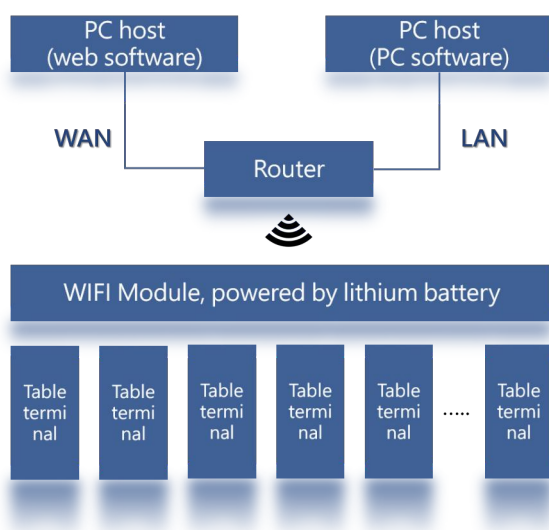 PC host
(web software)
PC host
(PC software)
WAN
LAN
Router
WIFI Module, powered by lithium battery
Table
termi
nal
Table
termi
nal
Table
termi
nal
Table
termi
nal
Table
termi
nal
.....
Table
termi
nal